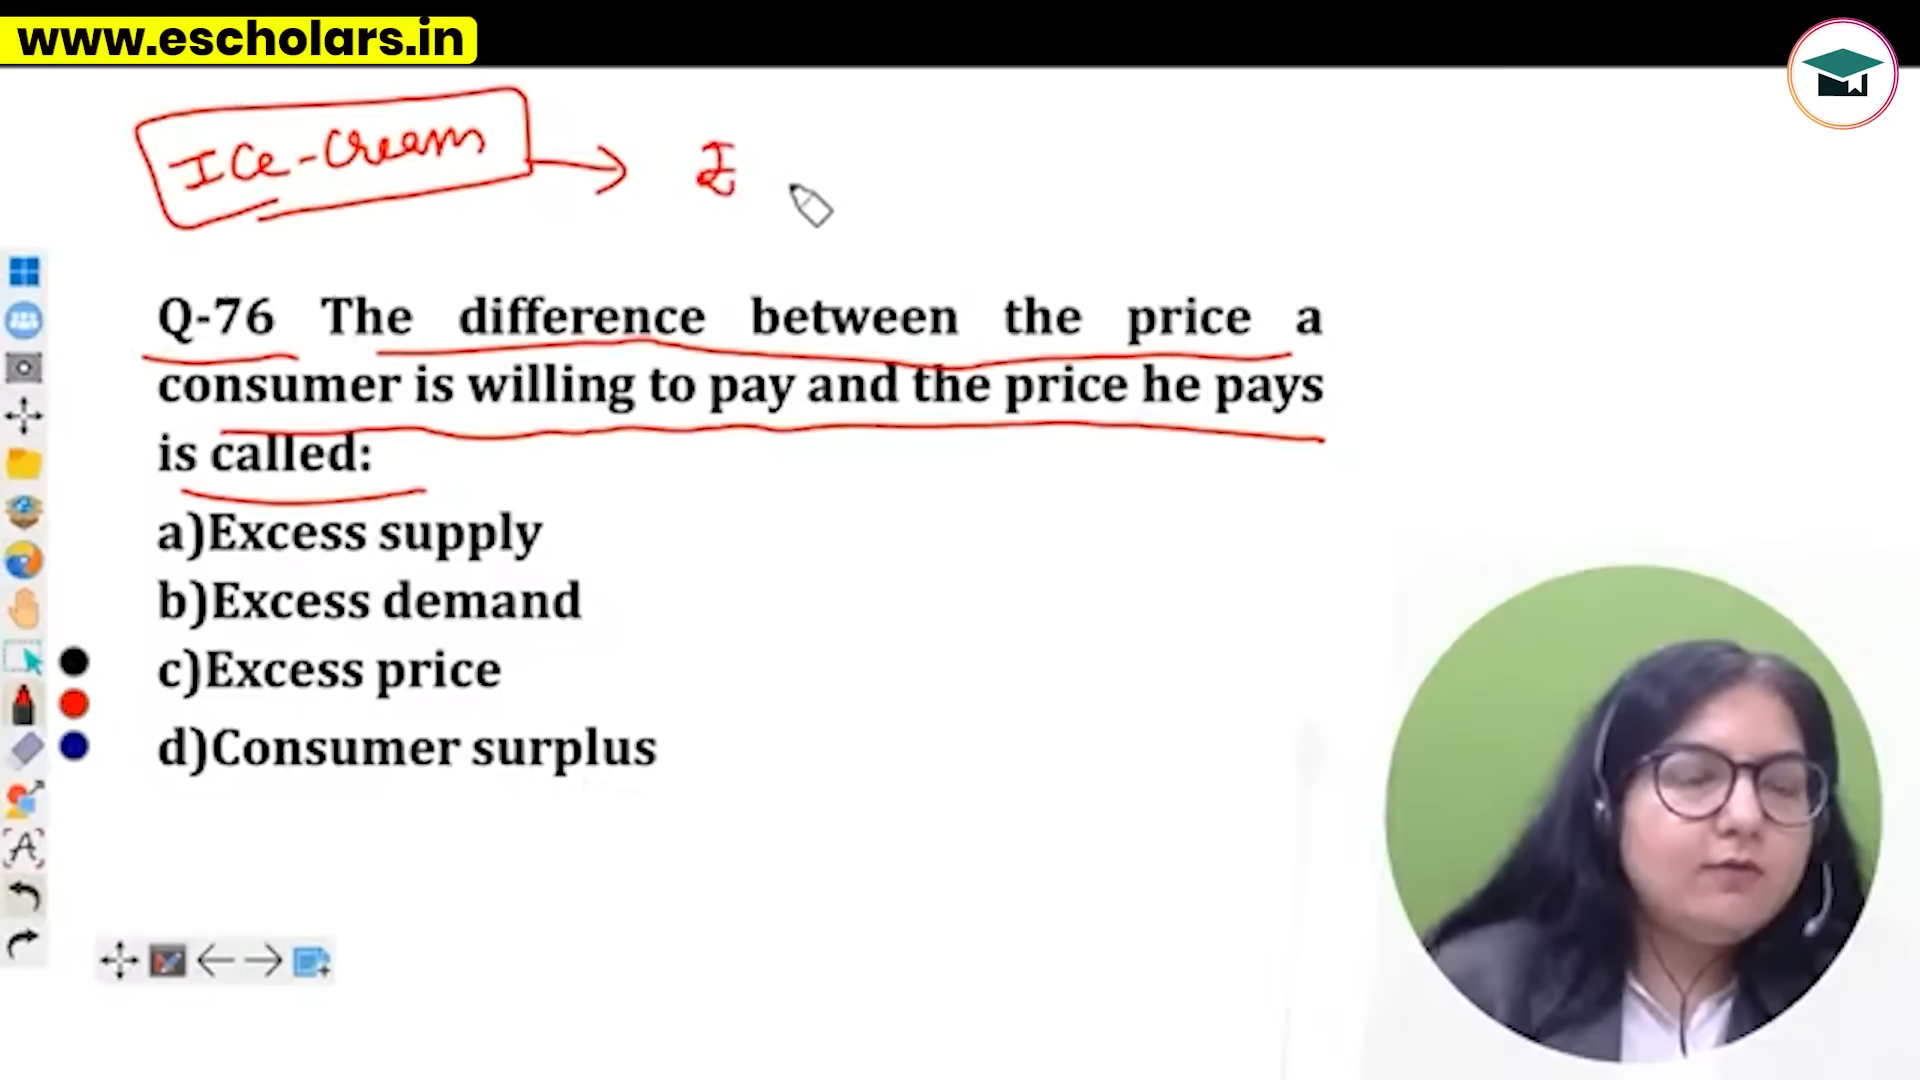 www.escholars.in
Ice-Cream →
Q-76 The difference between the price a
consumer is willing to pay and the price he pays
is called:
a)Excess supply
b)Excess demand
c)Excess price
d)Consumer surplus